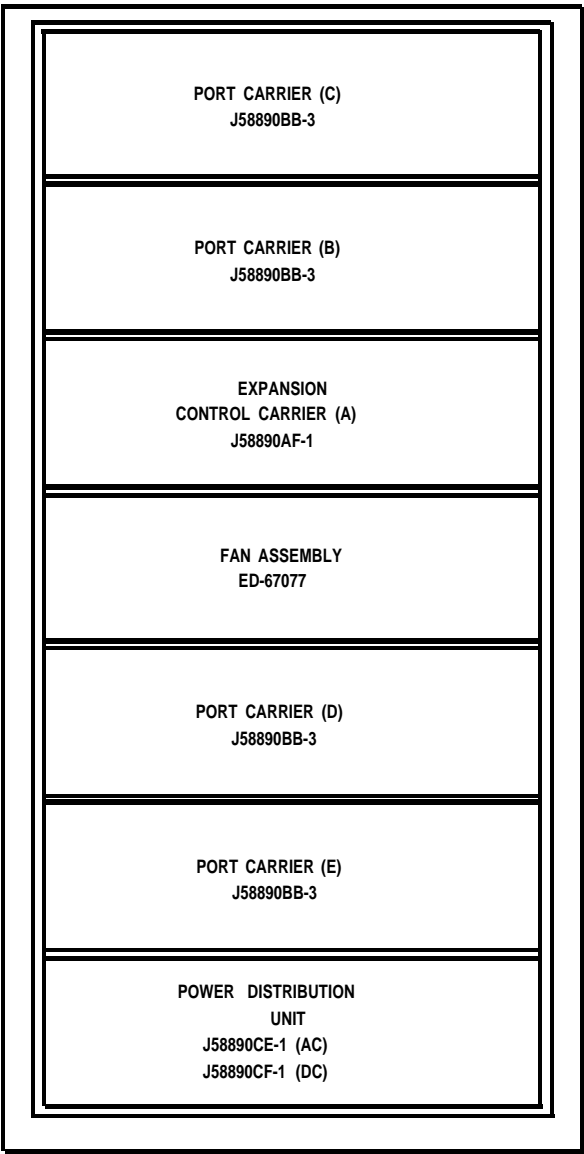 PORT CARRIER (C)
J58890BB-3
PORT CARRIER (B)
J58890BB-3
EXPANSION
CONTROL CARRIER (A)
J58890AF-1
FAN ASSEMBLY
ED-67077
PORT CARRIER (D)
J58890BB-3
PORT CARRIER (E)
J58890BB-3
POWER DISTRIBUTION
UNIT
J58890CE-1 (AC)
J58890CF-1 (DC)